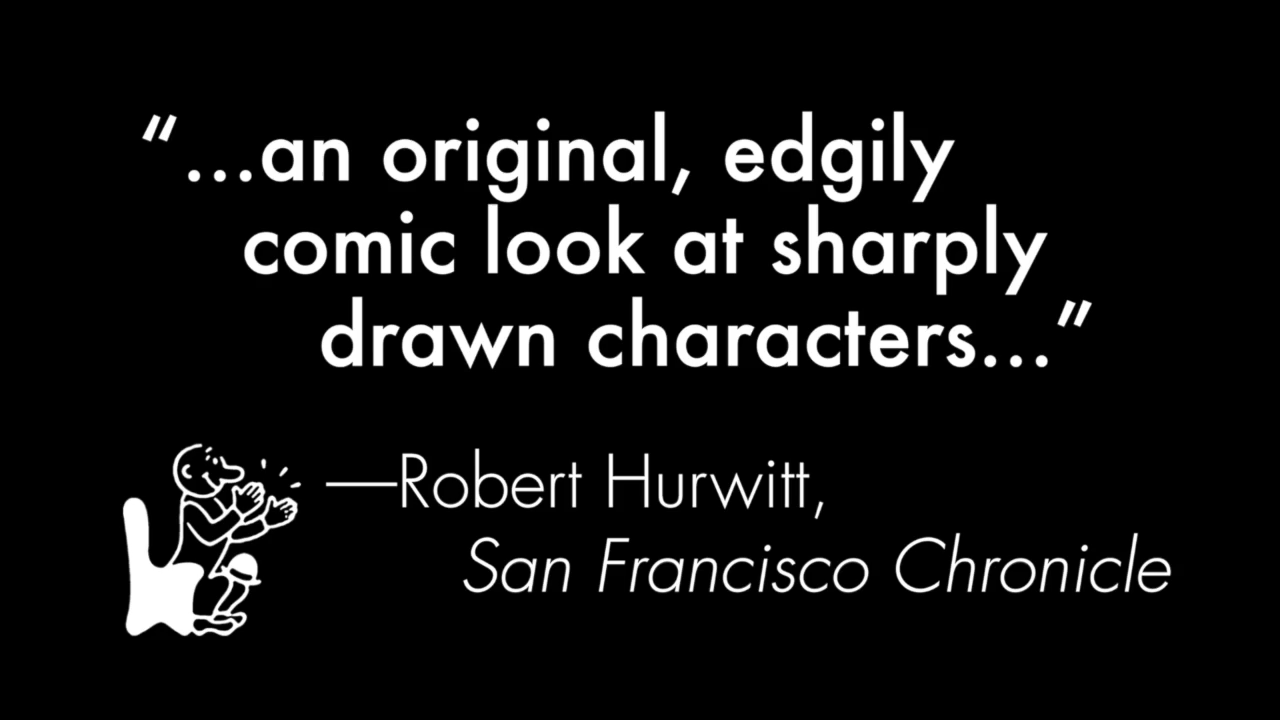 “...an original, edgily
comic look at sharply
drawn characters...”
—Robert Hurwitt,
San Francisco Chronicle